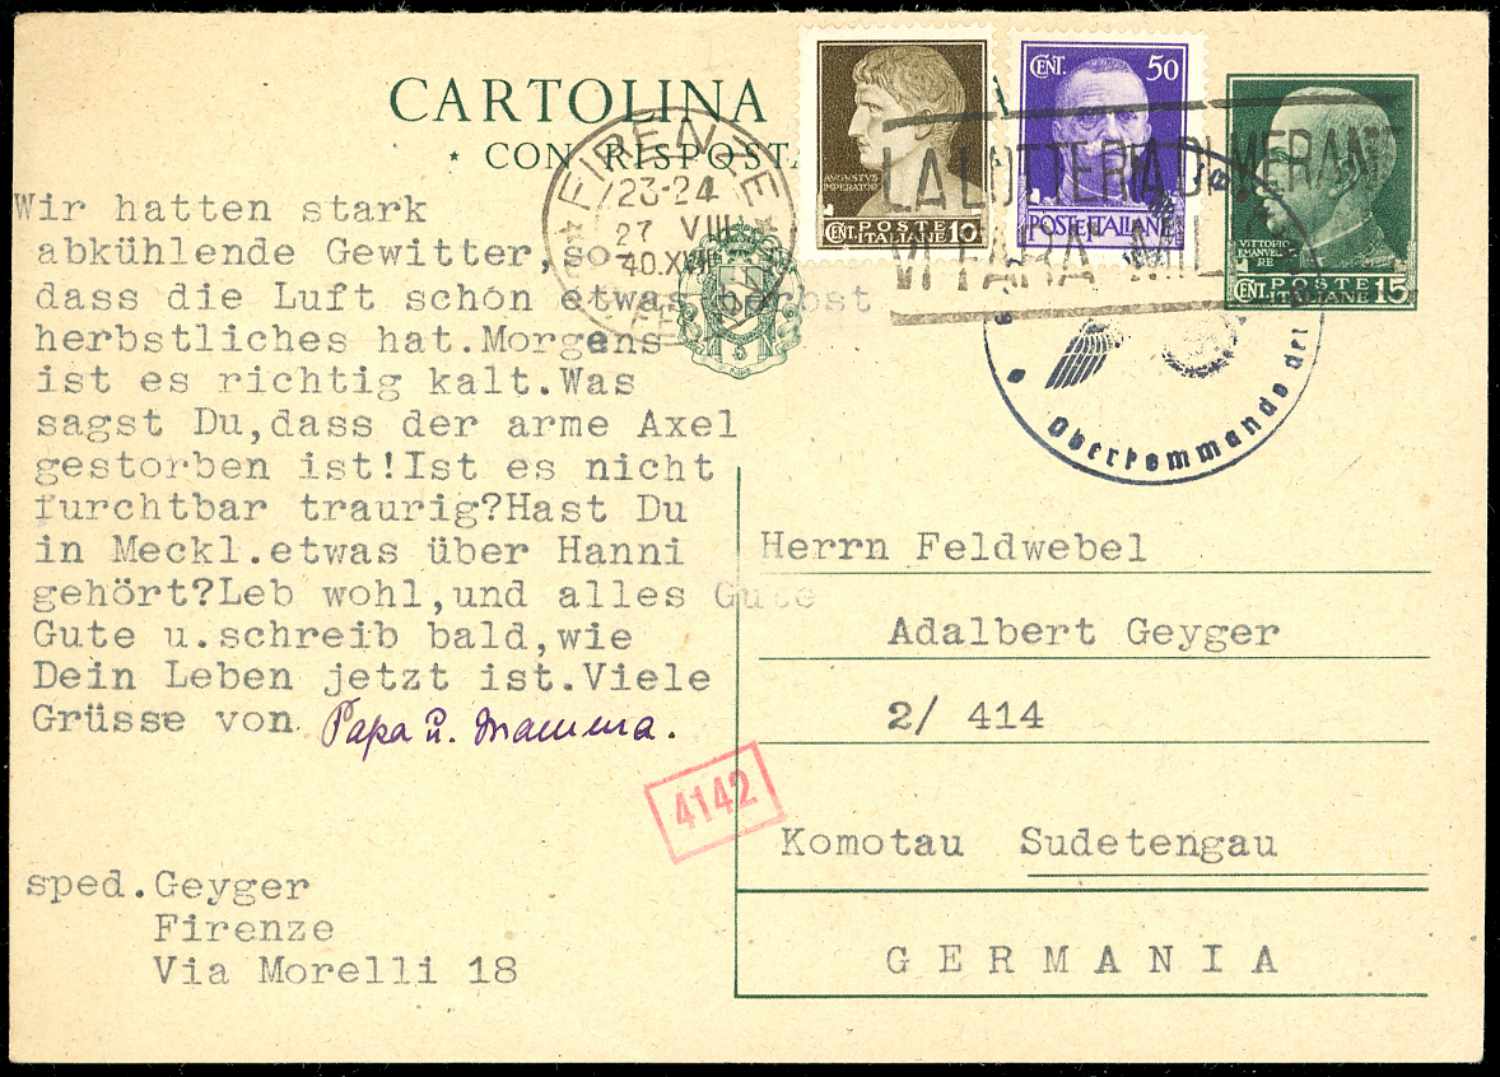 CARTOLINA
CON RISPOSTA
FIRENZE
23-24
27 VIII
40.XVIII
AVGVSTVS
IMPERATOR
CENT. POSTE
ITALIANE 10
CENT. 50
POSTE ITALIANE
VITTORIO
EMANUELE
RE
CENT. POSTE
ITALIANE 15
LA LOTTERIA DI MERANO
VI FARÀ MIL
Oberkommando der
Wir hatten stark
abkühlende Gewitter,so-
dass die Luft schon etwas herbst
herbstliches hat.Morgens
ist es richtig kalt.Was
sagst Du,dass der arme Axel
gestorben ist!Ist es nicht
furchtbar traurig?Hast Du
in Meckl.etwas über Hanni
gehört?Leb wohl,und alles Gute
Gute u.schreib bald,wie
Dein Leben jetzt ist.Viele
Grüsse von Papa u. Mamma.
4142
sped.Geyger
Firenze
Via Morelli 18
Herrn Feldwebel
Adalbert Geyger
2/ 414
Komotau Sudetengau
GERMANIA